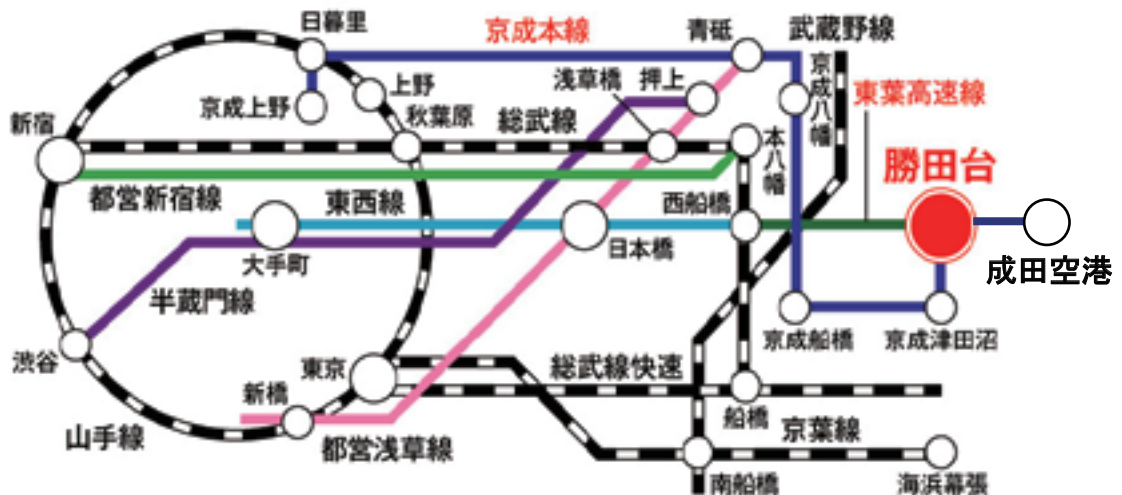 日暮里
京成本線
青砥
武蔵野線
京成上野
上野
浅草橋
押上
京成八幡
東葉高速線
新宿
秋葉原
総武線
本八幡
勝田台
都営新宿線
東西線
西船橋
大手町
日本橋
成田空港
半蔵門線
渋谷
東京
総武線快速
京成船橋
京成津田沼
新橋
船橋
山手線
都営浅草線
京葉線
南船橋
海浜幕張